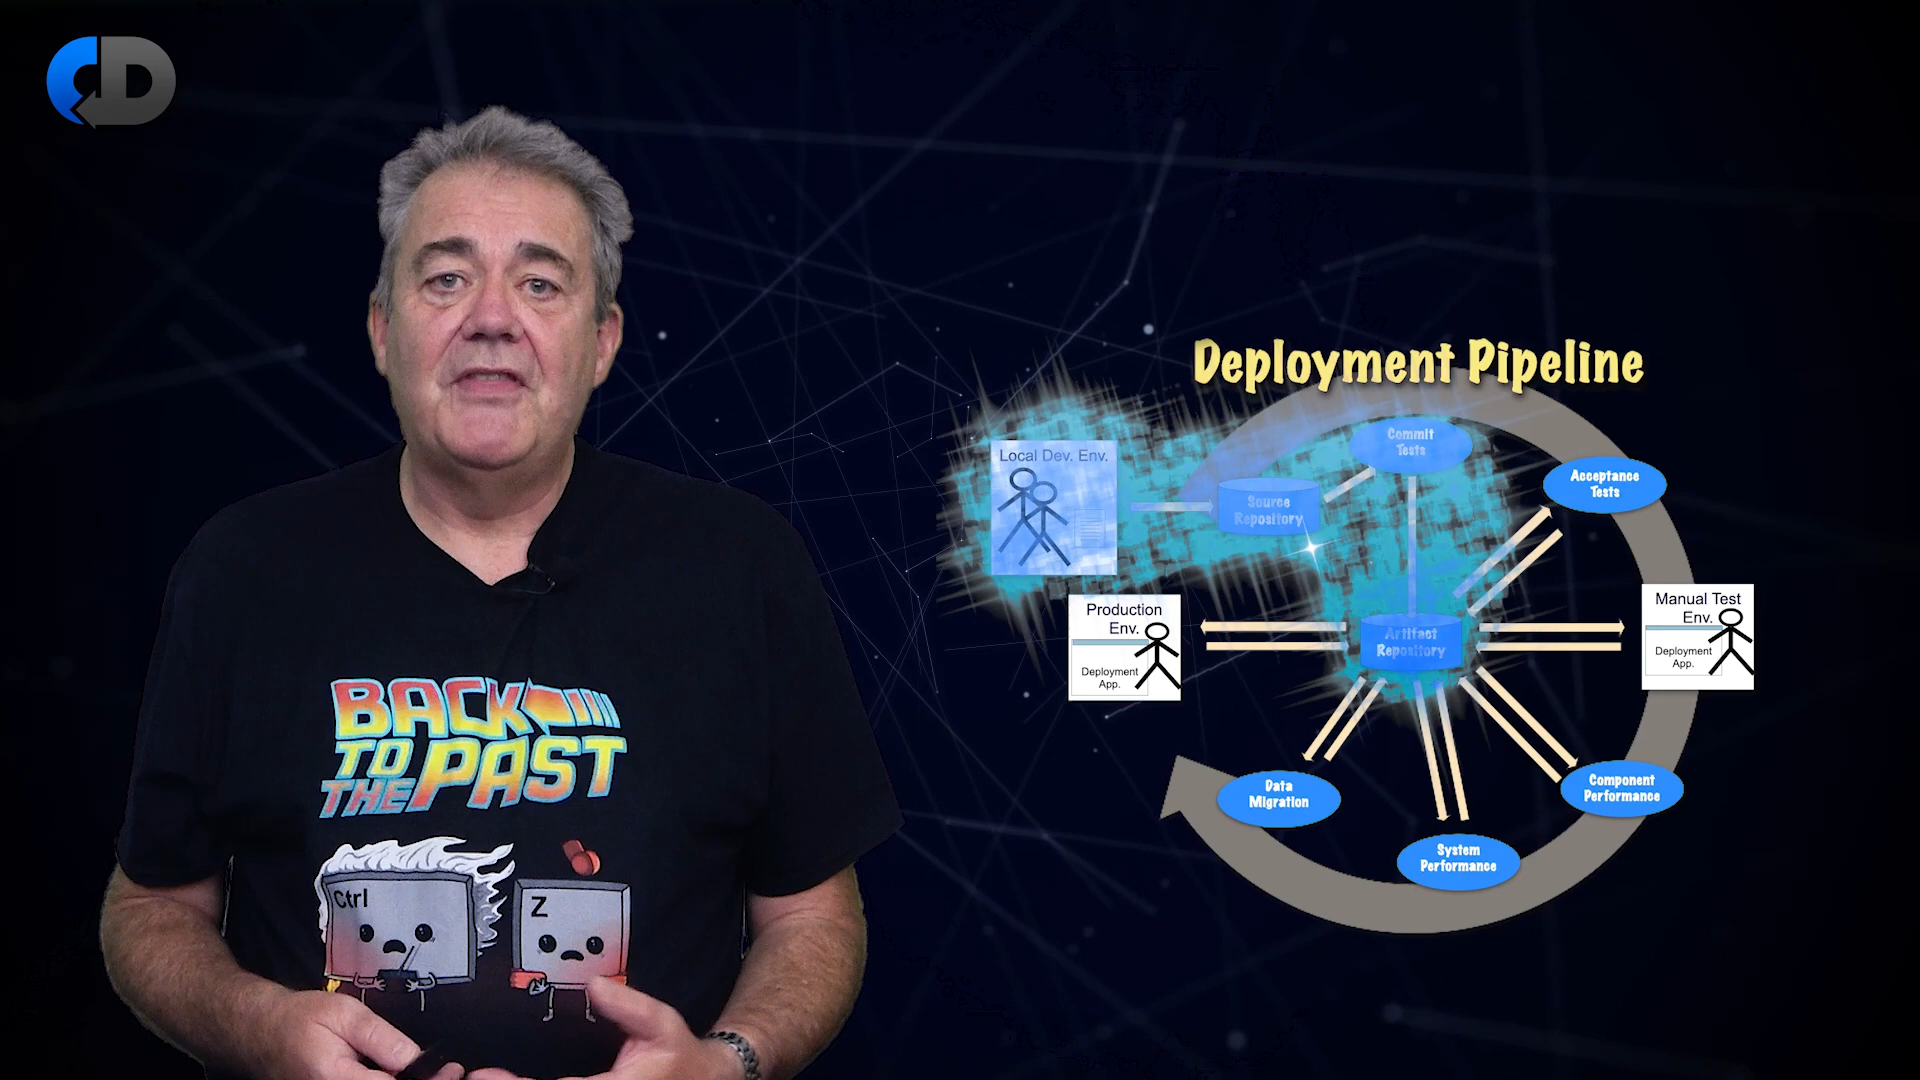 CD
Deployment Pipeline
Local Dev. Env.
Source
Repository
Commit
Tests
Acceptance
Tests
Production
Env.
Deployment
App.
Artifact
Repository
Manual Test
Env.
Deployment
App.
Data
Migration
System
Performance
Component
Performance
BACK
TO
THE PAST
Ctrl
Z